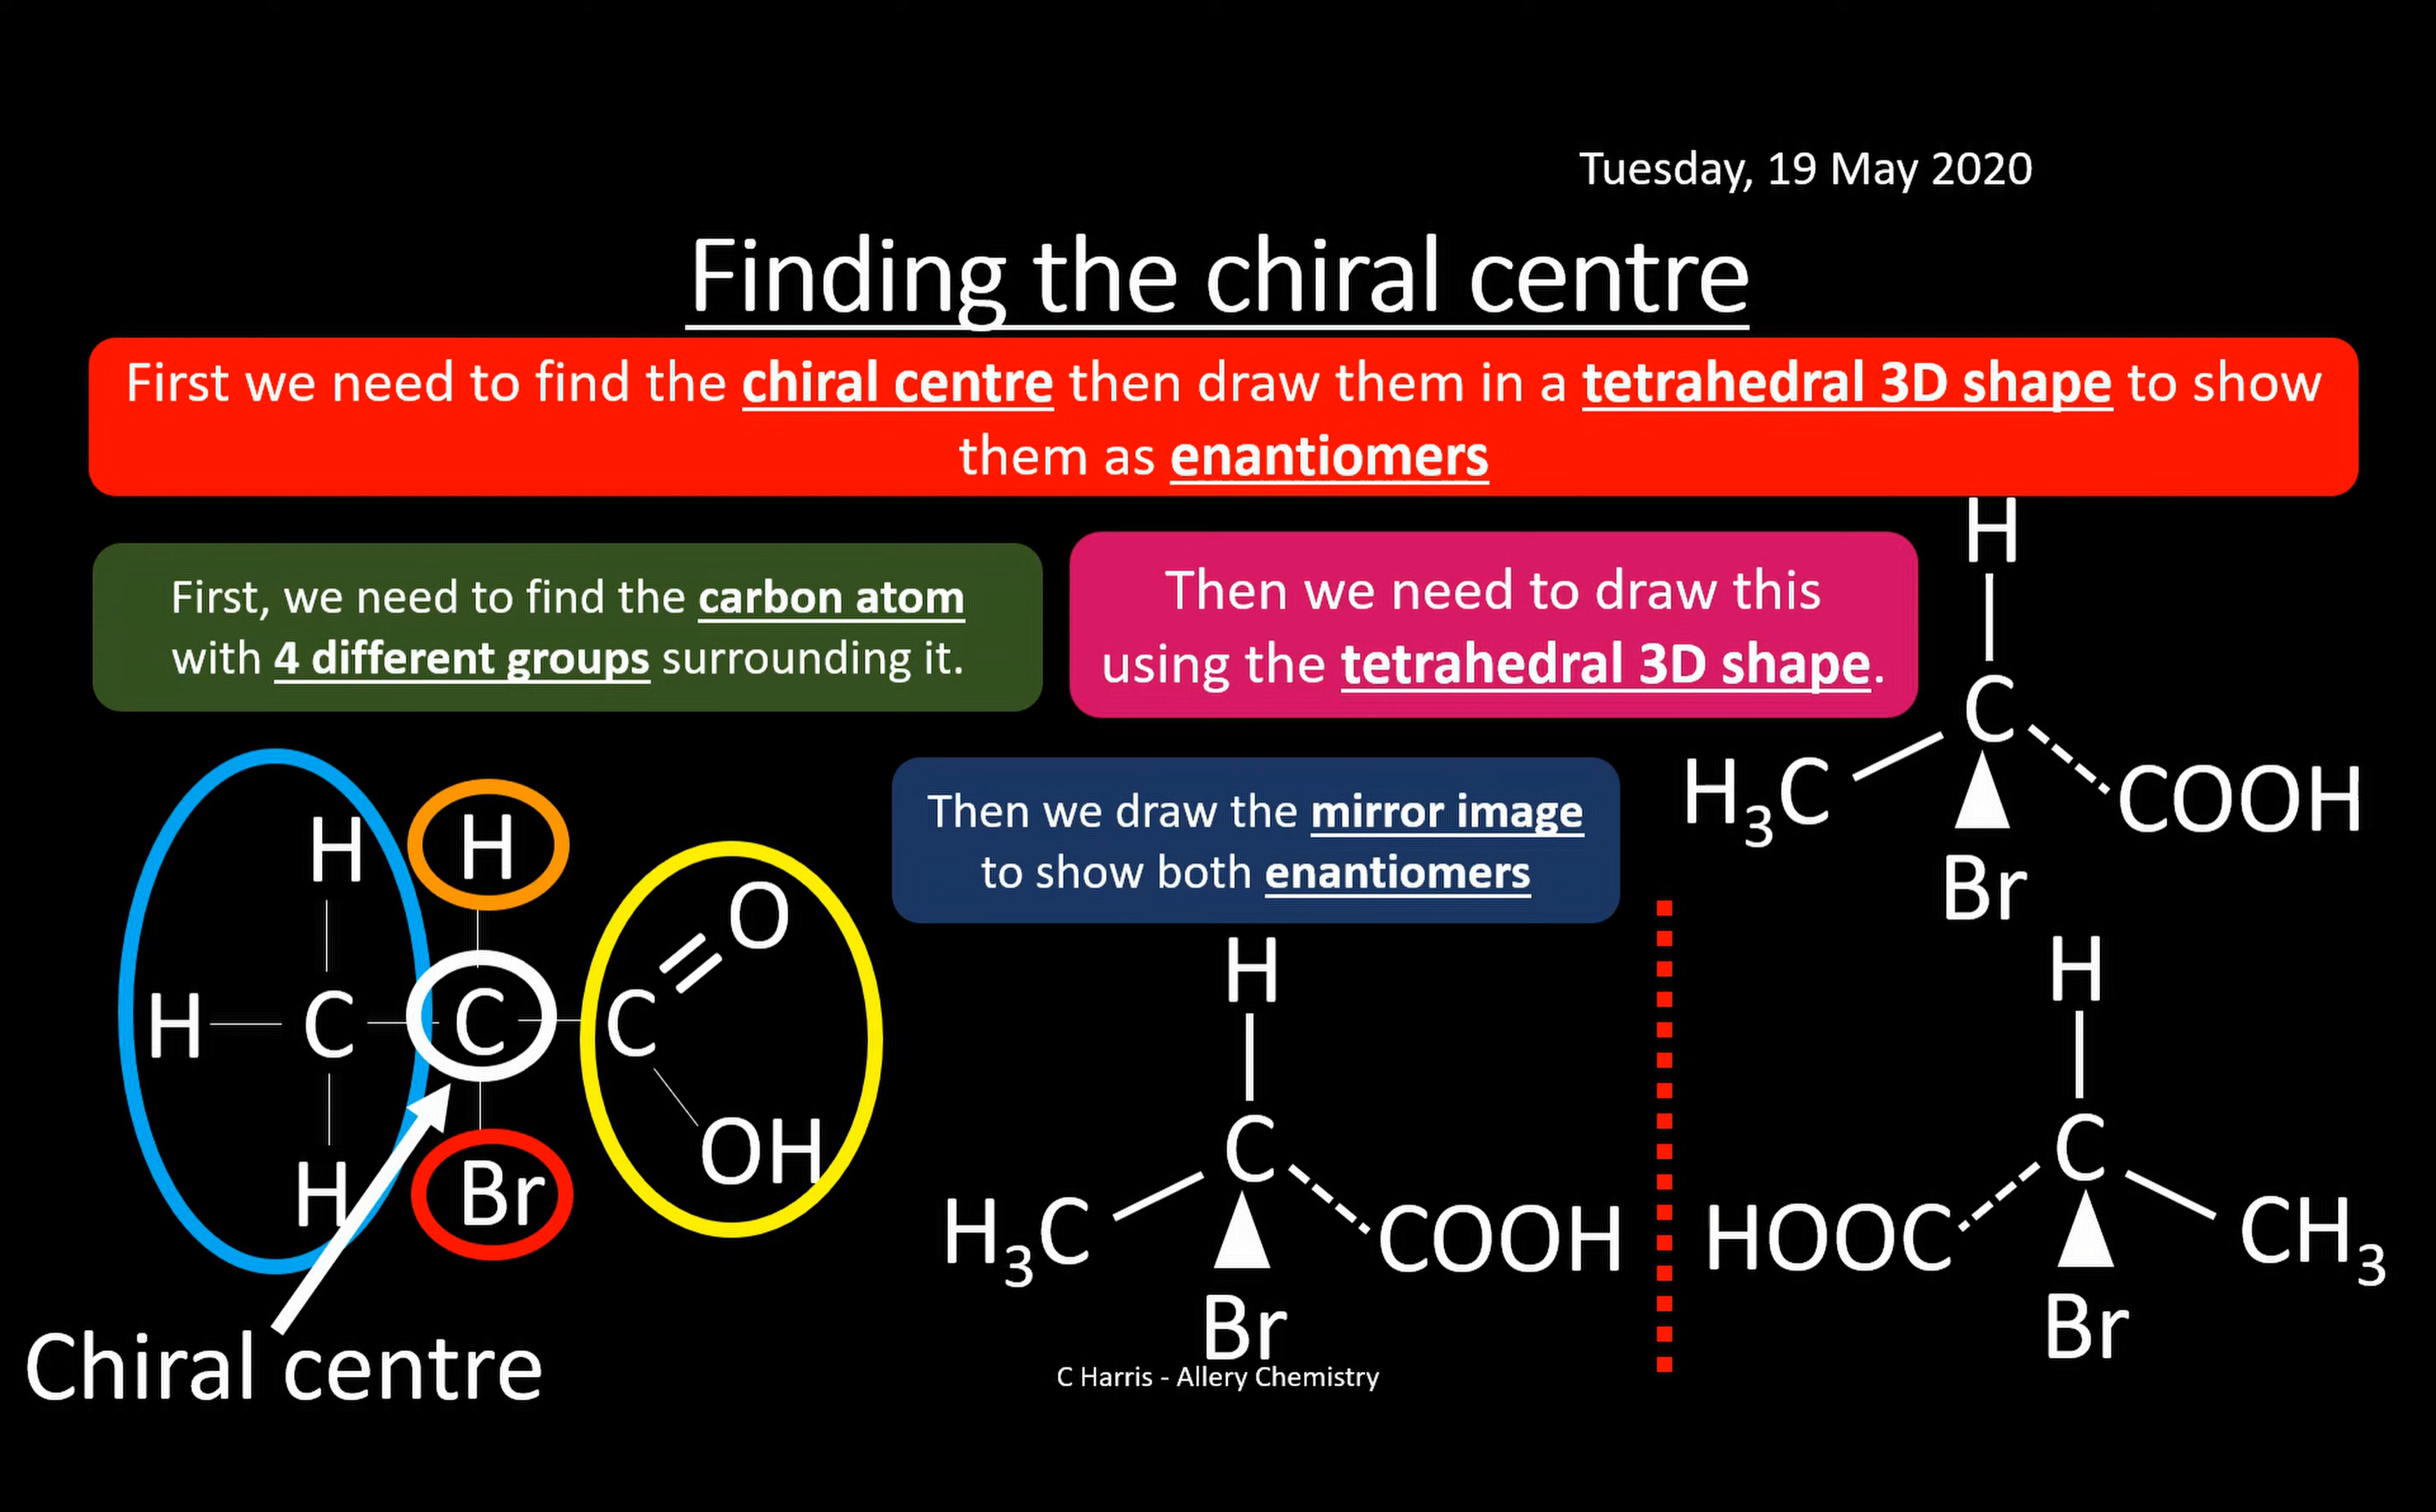 Tuesday, 19 May 2020
Finding the chiral centre
First we need to find the chiral centre then draw them in a tetrahedral 3D shape to show
them as enantiomers
First, we need to find the carbon atom
with 4 different groups surrounding it.
Then we need to draw this
using the tetrahedral 3D shape.
H
C
H₃C COOH
Br
Then we draw the mirror image
to show both enantiomers
H H
O
H C C C
OH
H Br
Chiral centre
H
C
H₃C COOH
Br
H
C
HOOC CH₃
Br
C Harris - Allery Chemistry